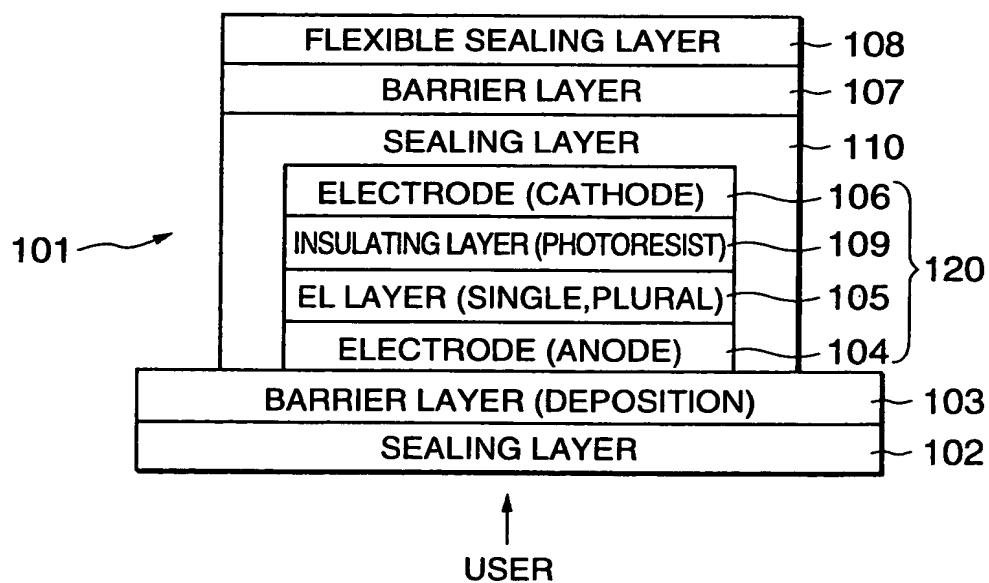 FLEXIBLE SEALING LAYER 108
BARRIER LAYER 107
SEALING LAYER 110
ELECTRODE (CATHODE) 106
INSULATING LAYER (PHOTORESIST) 109
101
120
EL LAYER (SINGLE,PLURAL) 105
ELECTRODE (ANODE) 104
BARRIER LAYER (DEPOSITION) 103
SEALING LAYER 102
USER